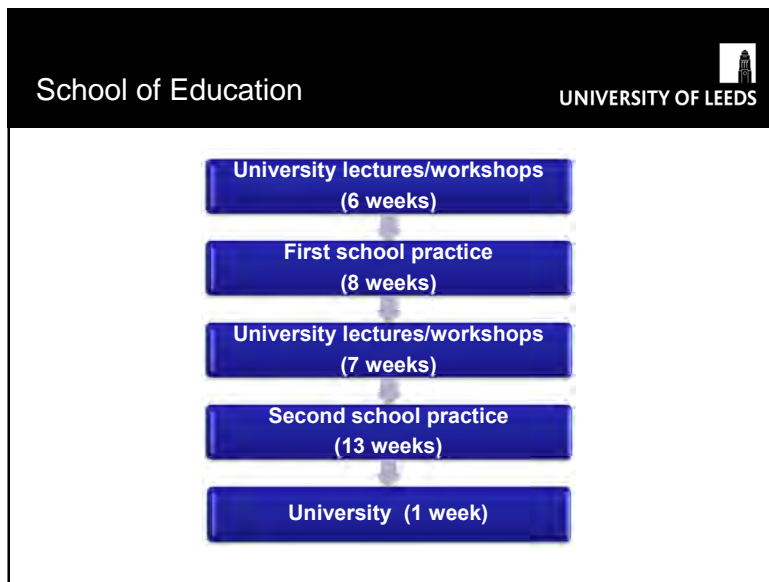 School of Education
UNIVERSITY OF LEEDS
University lectures/workshops
(6 weeks)
First school practice
(8 weeks)
University lectures/workshops
(7 weeks)
Second school practice
(13 weeks)
University (1 week)